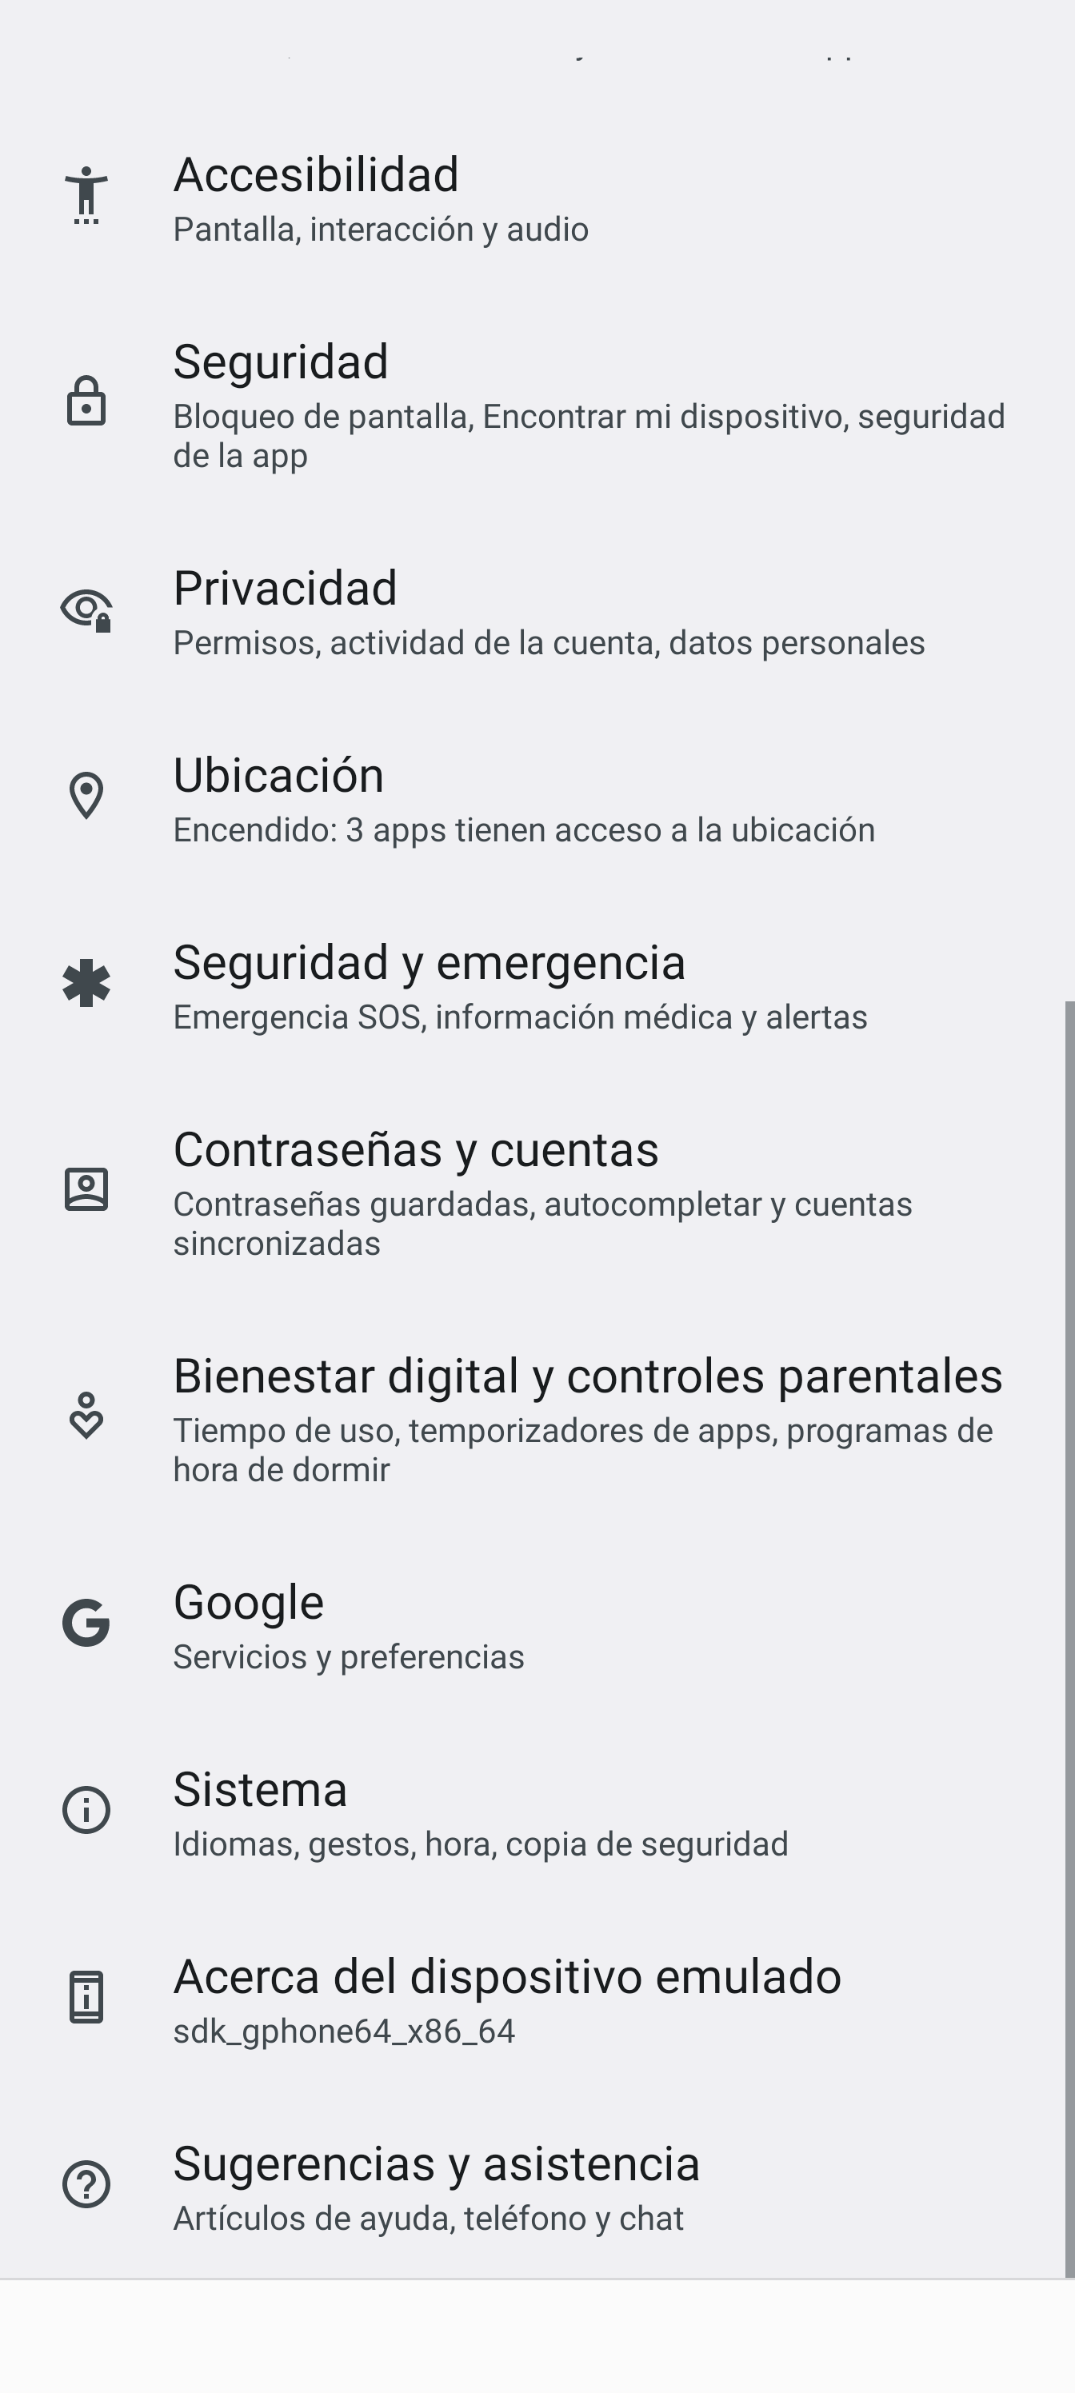 Accesibilidad
Pantalla, interacción y audio
Seguridad
Bloqueo de pantalla, Encontrar mi dispositivo, seguridad
de la app
Privacidad
Permisos, actividad de la cuenta, datos personales
Ubicación
Encendido: 3 apps tienen acceso a la ubicación
Seguridad y emergencia
Emergencia SOS, información médica y alertas
Contraseñas y cuentas
Contraseñas guardadas, autocompletar y cuentas
sincronizadas
Bienestar digital y controles parentales
Tiempo de uso, temporizadores de apps, programas de
hora de dormir
Google
Servicios y preferencias
Sistema
Idiomas, gestos, hora, copia de seguridad
Acerca del dispositivo emulado
sdk_gphone64_x86_64
Sugerencias y asistencia
Artículos de ayuda, teléfono y chat